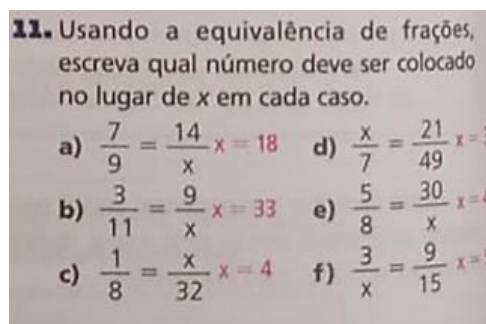 11. Usando a equivalência de frações,
escreva qual número deve ser colocado
no lugar de x em cada caso.
a) 7/9 = 14/x x = 18 d) x/7 = 21/49 x =
b) 3/11 = 9/x x = 33 e) 5/8 = 30/x x =
c) 1/8 = x/32 x = 4 f) 3/x = 9/15 x =